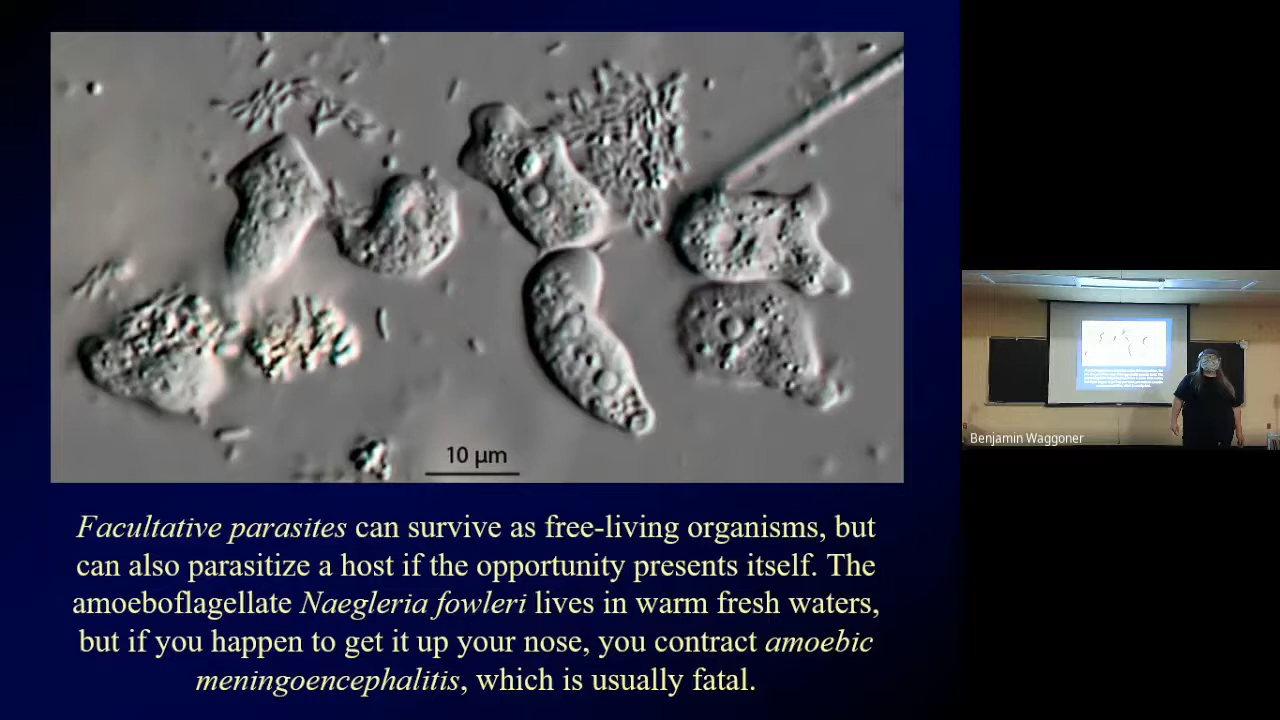 10 µm
Facultative parasites can survive as free-living organisms, but
can also parasitize a host if the opportunity presents itself. The
amoeboflagellate Naegleria fowleri lives in warm fresh waters,
but if you happen to get it up your nose, you contract amoebic
meningoencephalitis, which is usually fatal.
Benjamin Waggoner